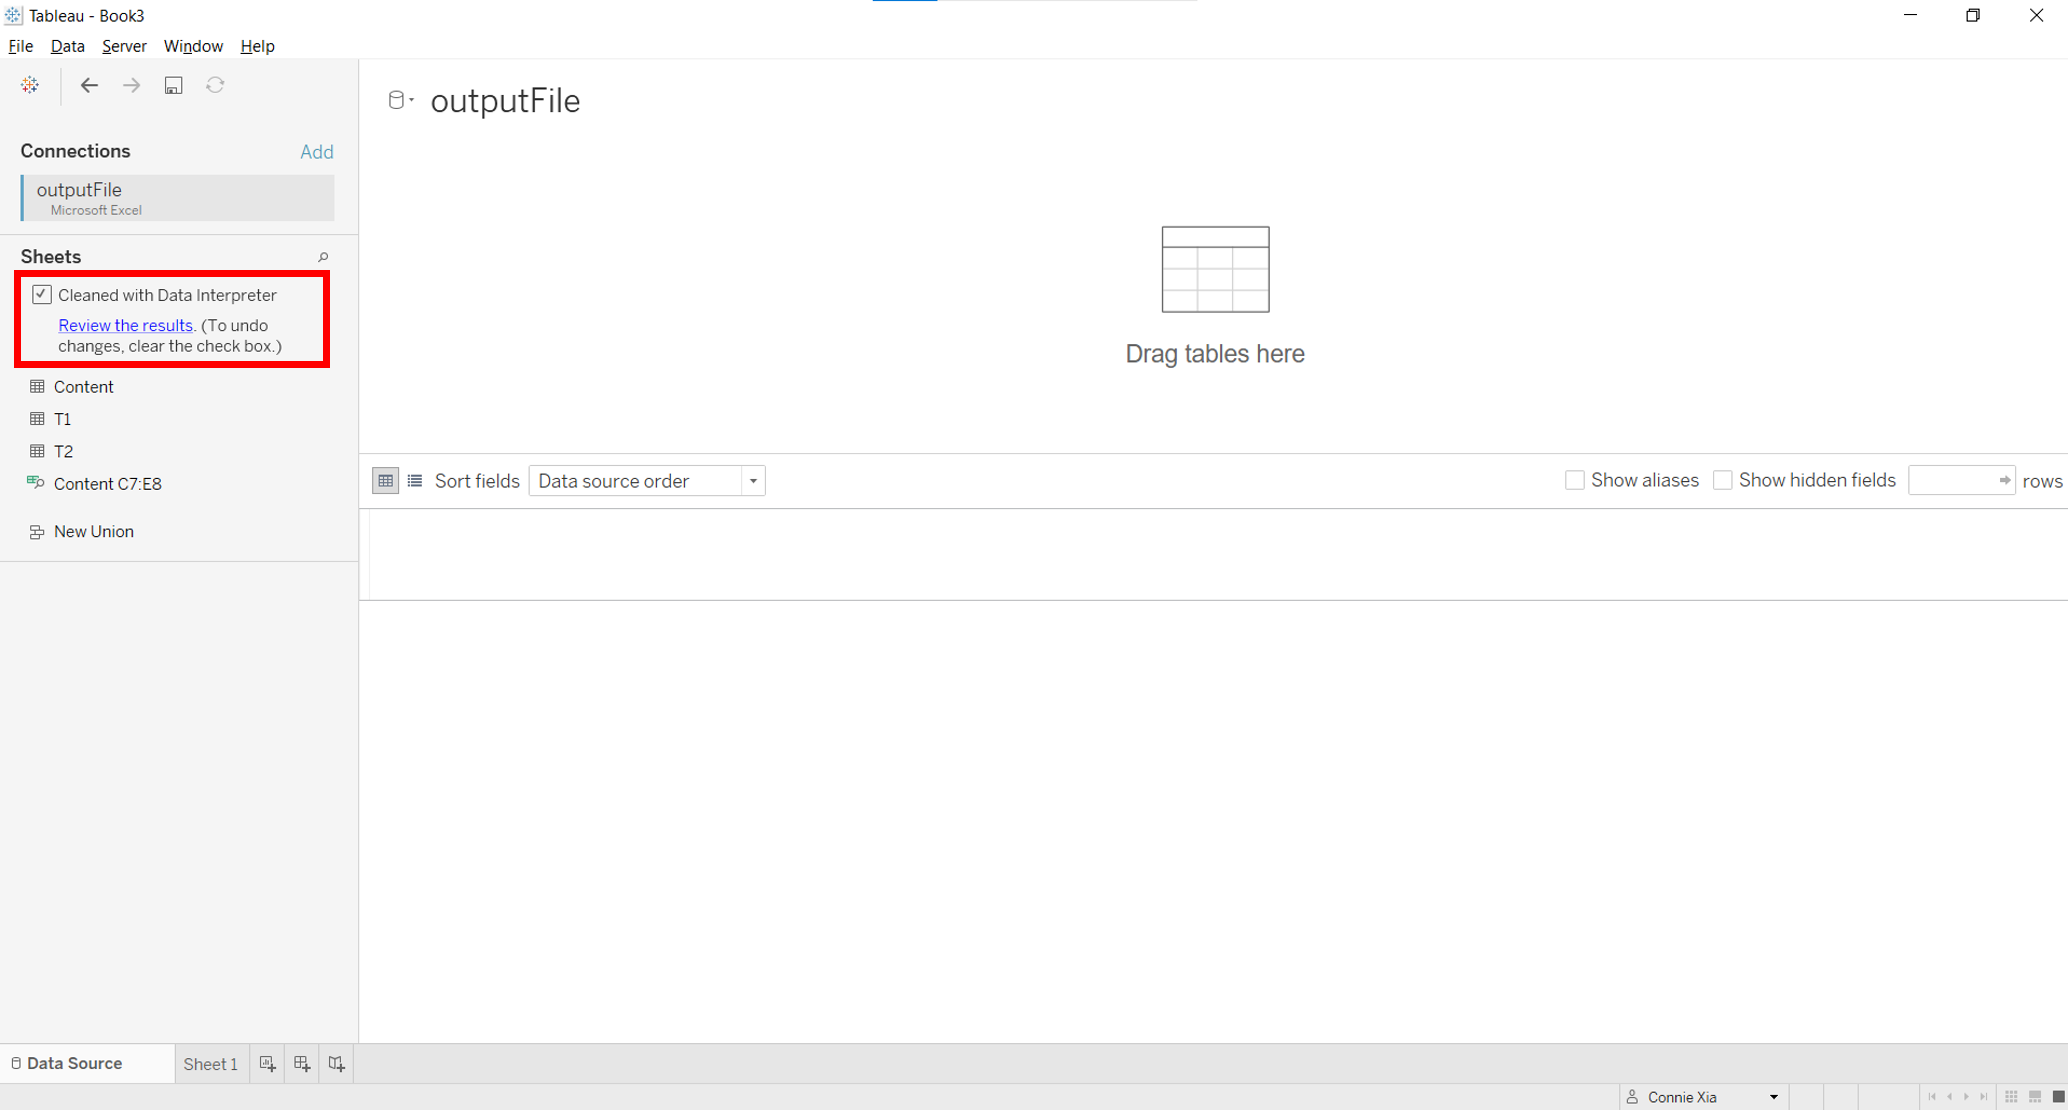 Tableau - Book3
File Data Server Window Help
outputFile
Connections Add
outputFile
Microsoft Excel
Sheets
Cleaned with Data Interpreter
Review the results. (To undo
changes, clear the check box.)
Content
T1
T2
Content C7:E8
New Union
Drag tables here
Sort fields Data source order Show aliases Show hidden fields rows
Data Source Sheet 1
Connie Xia